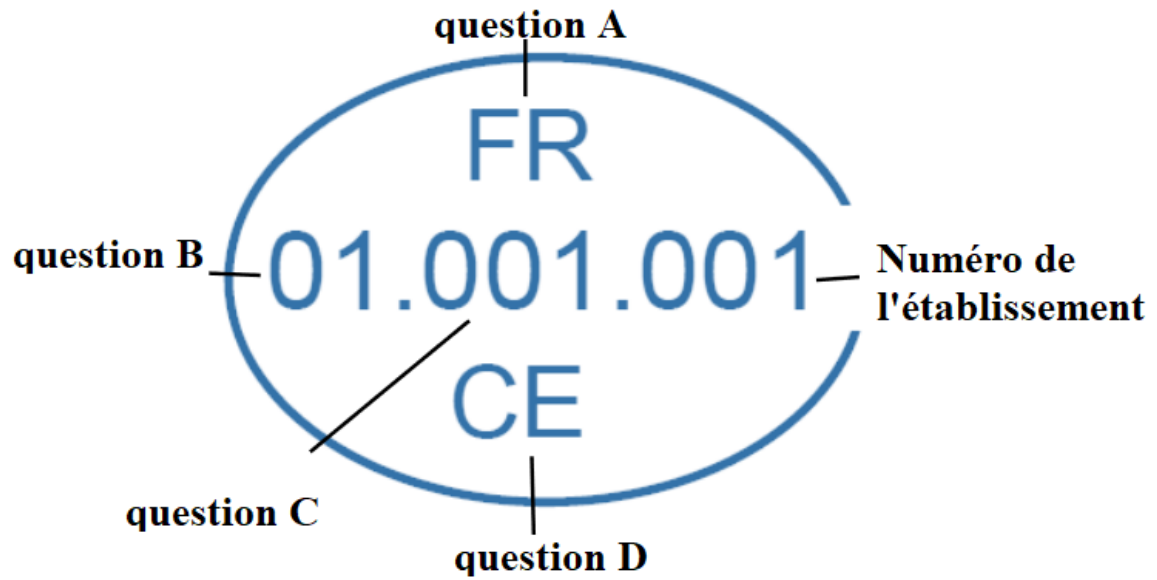 question A
FR
question B
01.001.001
Numéro de
l'établissement
CE
question C
question D